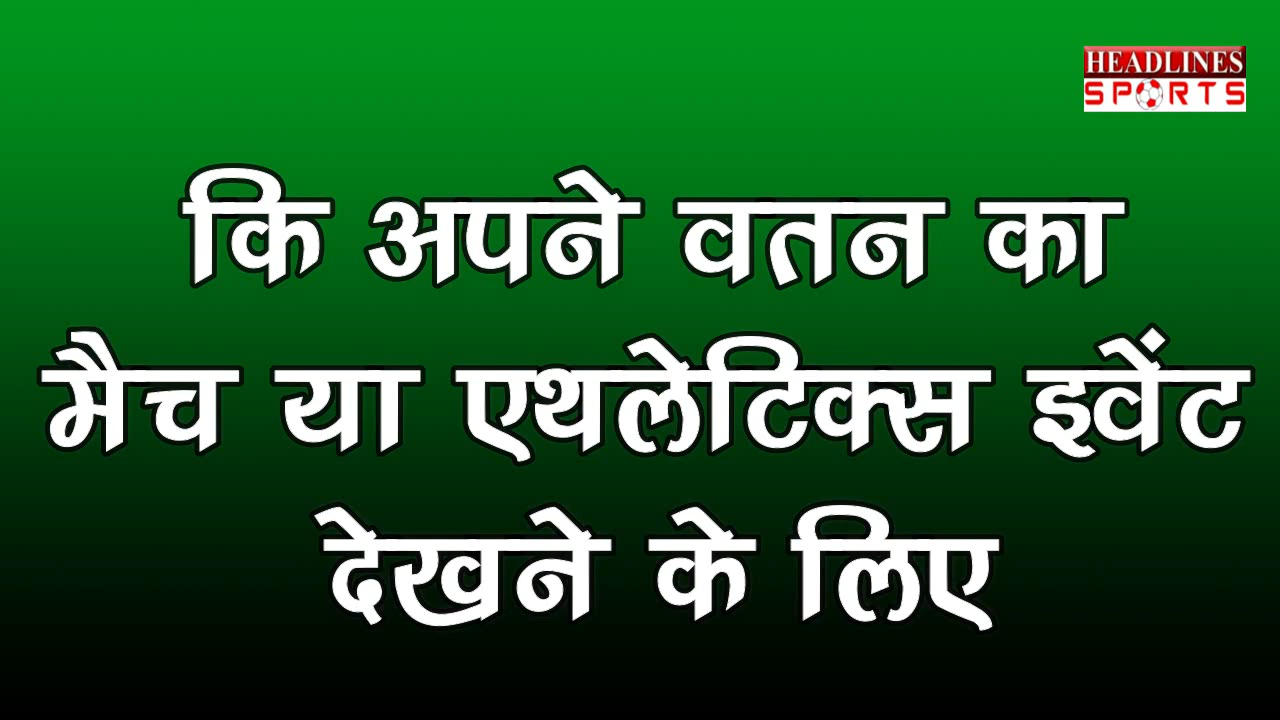 HEADLINES
SPORTS
कि अपने वतन का
मैच या एथलेटिक्स इवेंट
देखने के लिए